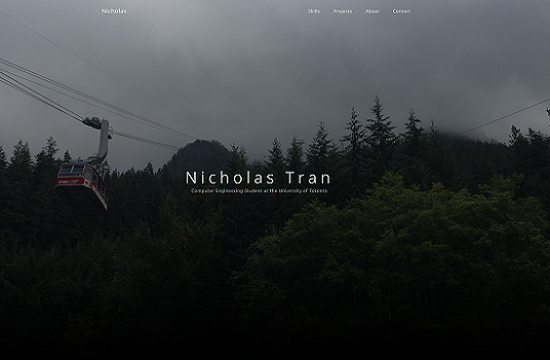 Nicholas
Skills Projects About Contact
Nicholas Tran
Computer Engineering Student at the University of Toronto